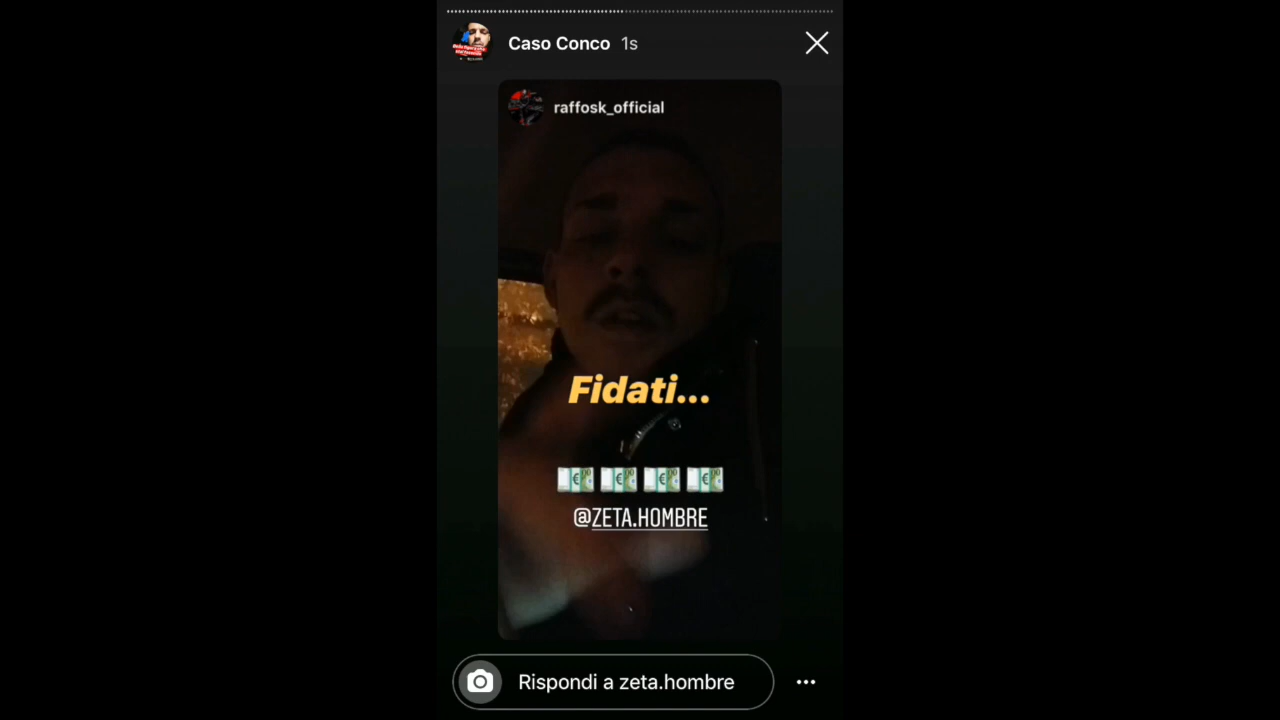 Caso Conco 1s
raffosk_official
Fidati...
@ZETA.HOMBRE
Rispondi a zeta.hombre